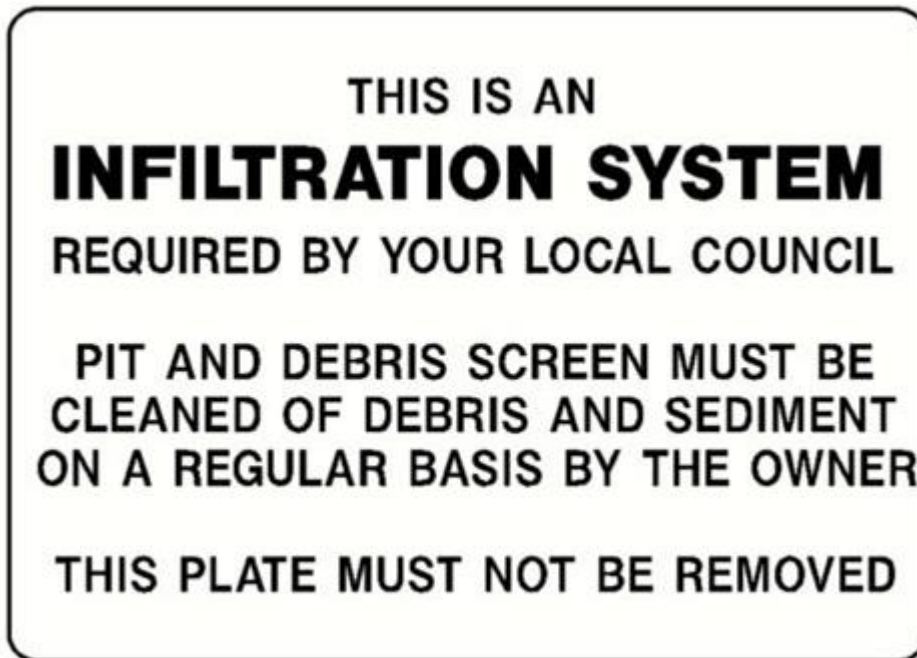 THIS IS AN
INFILTRATION SYSTEM
REQUIRED BY YOUR LOCAL COUNCIL
PIT AND DEBRIS SCREEN MUST BE
CLEANED OF DEBRIS AND SEDIMENT
ON A REGULAR BASIS BY THE OWNER
THIS PLATE MUST NOT BE REMOVED